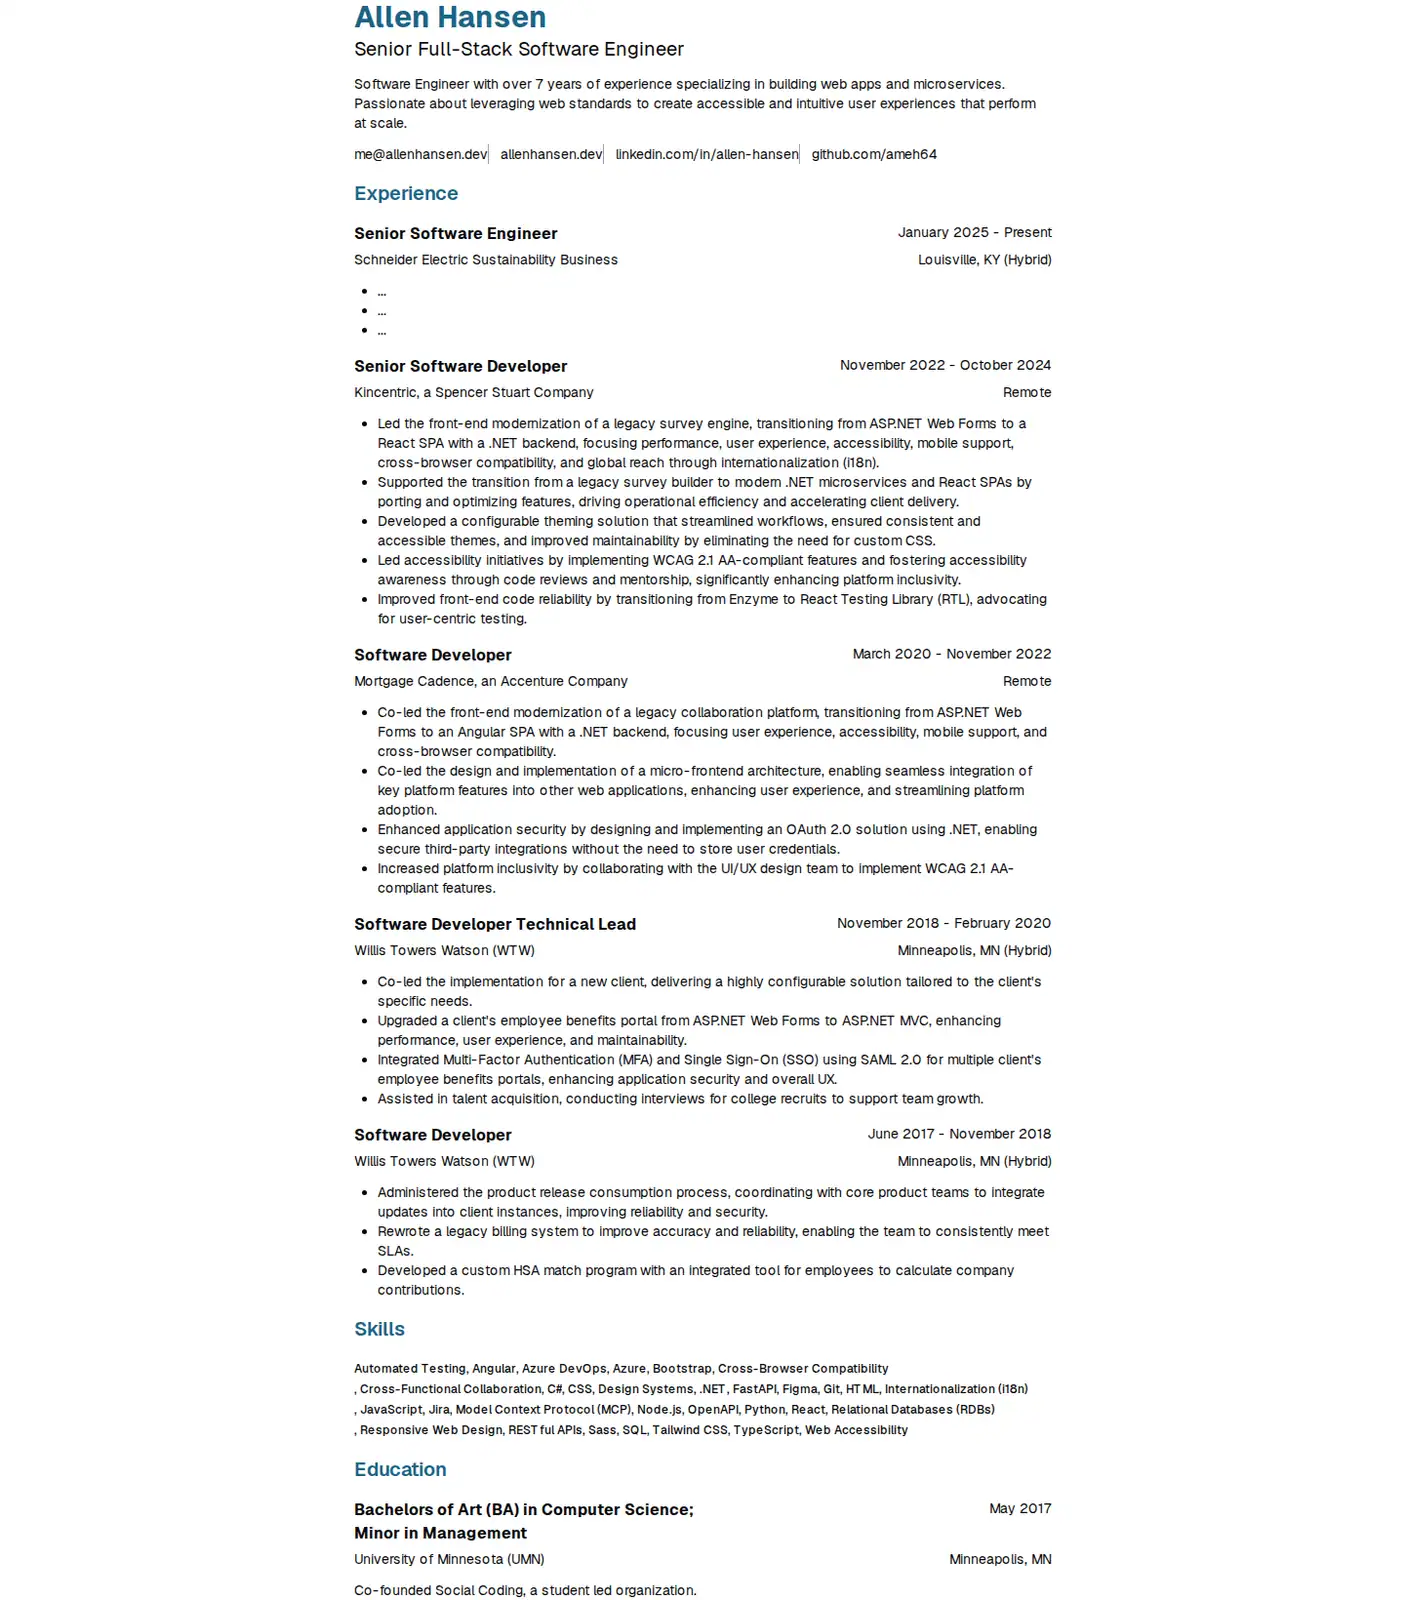 Allen Hansen
Senior Full-Stack Software Engineer
Software Engineer with over 7 years of experience specializing in building web apps and microservices.
Passionate about leveraging web standards to create accessible and intuitive user experiences that perform
at scale.
me@allenhansen.dev allenhansen.dev linkedin.com/in/allen-hansen github.com/ameh64
Experience
Senior Software Engineer January 2025 - Present
Schneider Electric Sustainability Business Louisville, KY (Hybrid)
• ...
• ...
• ...
Senior Software Developer November 2022 - October 2024
Kincentric, a Spencer Stuart Company Remote
• Led the front-end modernization of a legacy survey engine, transitioning from ASP.NET Web Forms to a
React SPA with a .NET backend, focusing performance, user experience, accessibility, mobile support,
cross-browser compatibility, and global reach through internationalization (i18n).
• Supported the transition from a legacy survey builder to modern .NET microservices and React SPAs by
porting and optimizing features, driving operational efficiency and accelerating client delivery.
• Developed a configurable theming solution that streamlined workflows, ensured consistent and
accessible themes, and improved maintainability by eliminating the need for custom CSS.
• Led accessibility initiatives by implementing WCAG 2.1 AA-compliant features and fostering accessibility
awareness through code reviews and mentorship, significantly enhancing platform inclusivity.
• Improved front-end code reliability by transitioning from Enzyme to React Testing Library (RTL), advocating
for user-centric testing.
Software Developer March 2020 - November 2022
Mortgage Cadence, an Accenture Company Remote
• Co-led the front-end modernization of a legacy collaboration platform, transitioning from ASP.NET Web
Forms to an Angular SPA with a .NET backend, focusing user experience, accessibility, mobile support, and
cross-browser compatibility.
• Co-led the design and implementation of a micro-frontend architecture, enabling seamless integration of
key platform features into other web applications, enhancing user experience, and streamlining platform
adoption.
• Enhanced application security by designing and implementing an OAuth 2.0 solution using .NET, enabling
secure third-party integrations without the need to store user credentials.
• Increased platform inclusivity by collaborating with the UI/UX design team to implement WCAG 2.1 AA-
compliant features.
Software Developer Technical Lead November 2018 - February 2020
Willis Towers Watson (WTW) Minneapolis, MN (Hybrid)
• Co-led the implementation for a new client, delivering a highly configurable solution tailored to the client's
specific needs.
• Upgraded a client's employee benefits portal from ASP.NET Web Forms to ASP.NET MVC, enhancing
performance, user experience, and maintainability.
• Integrated Multi-Factor Authentication (MFA) and Single Sign-On (SSO) using SAML 2.0 for multiple client's
employee benefits portals, enhancing application security and overall UX.
• Assisted in talent acquisition, conducting interviews for college recruits to support team growth.
Software Developer June 2017 - November 2018
Willis Towers Watson (WTW) Minneapolis, MN (Hybrid)
• Administered the product release consumption process, coordinating with core product teams to integrate
updates into client instances, improving reliability and security.
• Rewrote a legacy billing system to improve accuracy and reliability, enabling the team to consistently meet
SLAs.
• Developed a custom HSA match program with an integrated tool for employees to calculate company
contributions.
Skills
Automated Testing, Angular, Azure DevOps, Azure, Bootstrap, Cross-Browser Compatibility
, Cross-Functional Collaboration, C#, CSS, Design Systems, .NET, FastAPI, Figma, Git, HTML, Internationalization (i18n)
, JavaScript, Jira, Model Context Protocol (MCP), Node.js, OpenAPI, Python, React, Relational Databases (RDBs)
, Responsive Web Design, RESTful APIs, Sass, SQL, Tailwind CSS, TypeScript, Web Accessibility
Education
Bachelors of Art (BA) in Computer Science; May 2017
Minor in Management
University of Minnesota (UMN) Minneapolis, MN
Co-founded Social Coding, a student led organization.